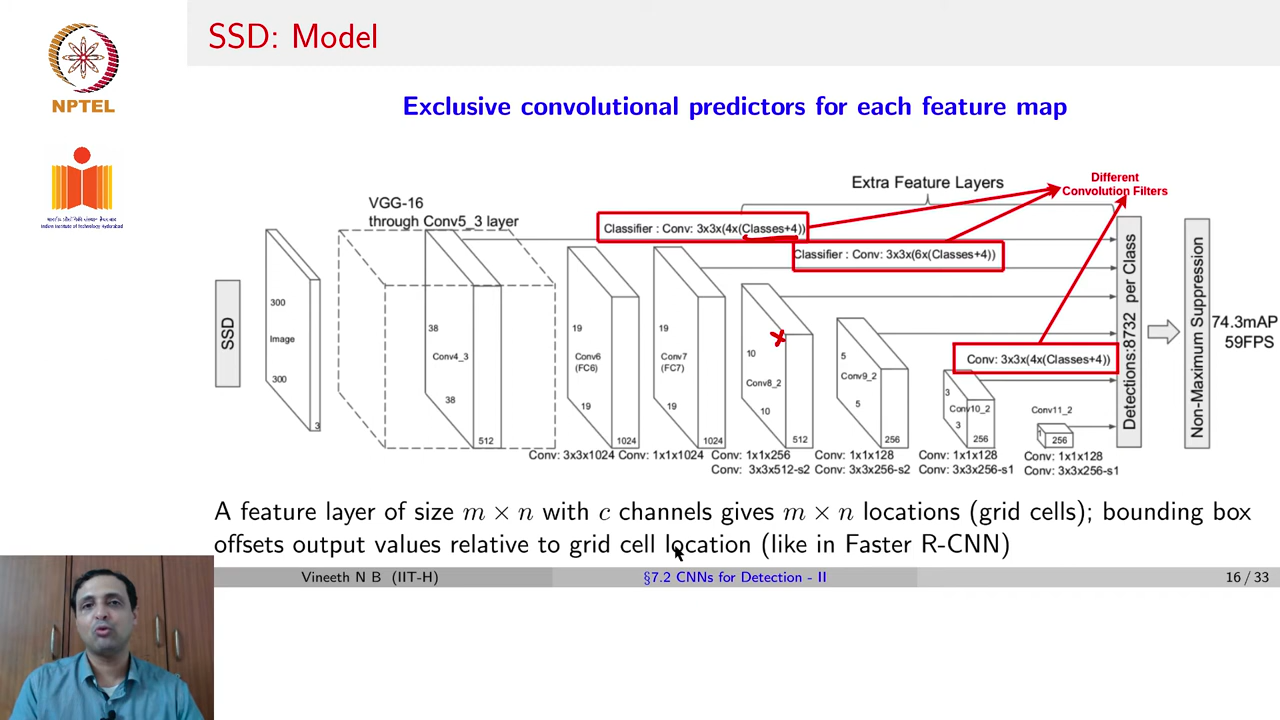 SSD: Model
NPTEL
Indian Institute of Technology Hyderabad
Exclusive convolutional predictors for each feature map
Different
Convolution Filters
Extra Feature Layers
VGG-16
through Conv5_3 layer
Classifier : Conv: 3x3x(4x(Classes+4))
Classifier : Conv: 3x3x(6x(Classes+4))
Conv: 3x3x(4x(Classes+4))
SSD
300
Image
300
3
38
Conv4_3
38
512
19
Conv6
(FC6)
19
1024
19
Conv7
(FC7)
19
1024
10
Conv8_2
10
512
5
Conv9_2
5
256
3
Conv10_2
3
256
Conv11_2
1
256
Detections:8732 per Class
Non-Maximum Suppression
74.3mAP
59FPS
Conv: 3x3x1024 Conv: 1x1x1024 Conv: 1x1x256 Conv: 1x1x128 Conv: 1x1x128 Conv: 1x1x128
Conv: 3x3x512-s2 Conv: 3x3x256-s2 Conv: 3x3x256-s1 Conv: 3x3x256-s1
A feature layer of size m × n with c channels gives m × n locations (grid cells); bounding box
offsets output values relative to grid cell location (like in Faster R-CNN)
Vineeth N B (IIT-H) §7.2 CNNs for Detection - II 16 / 33